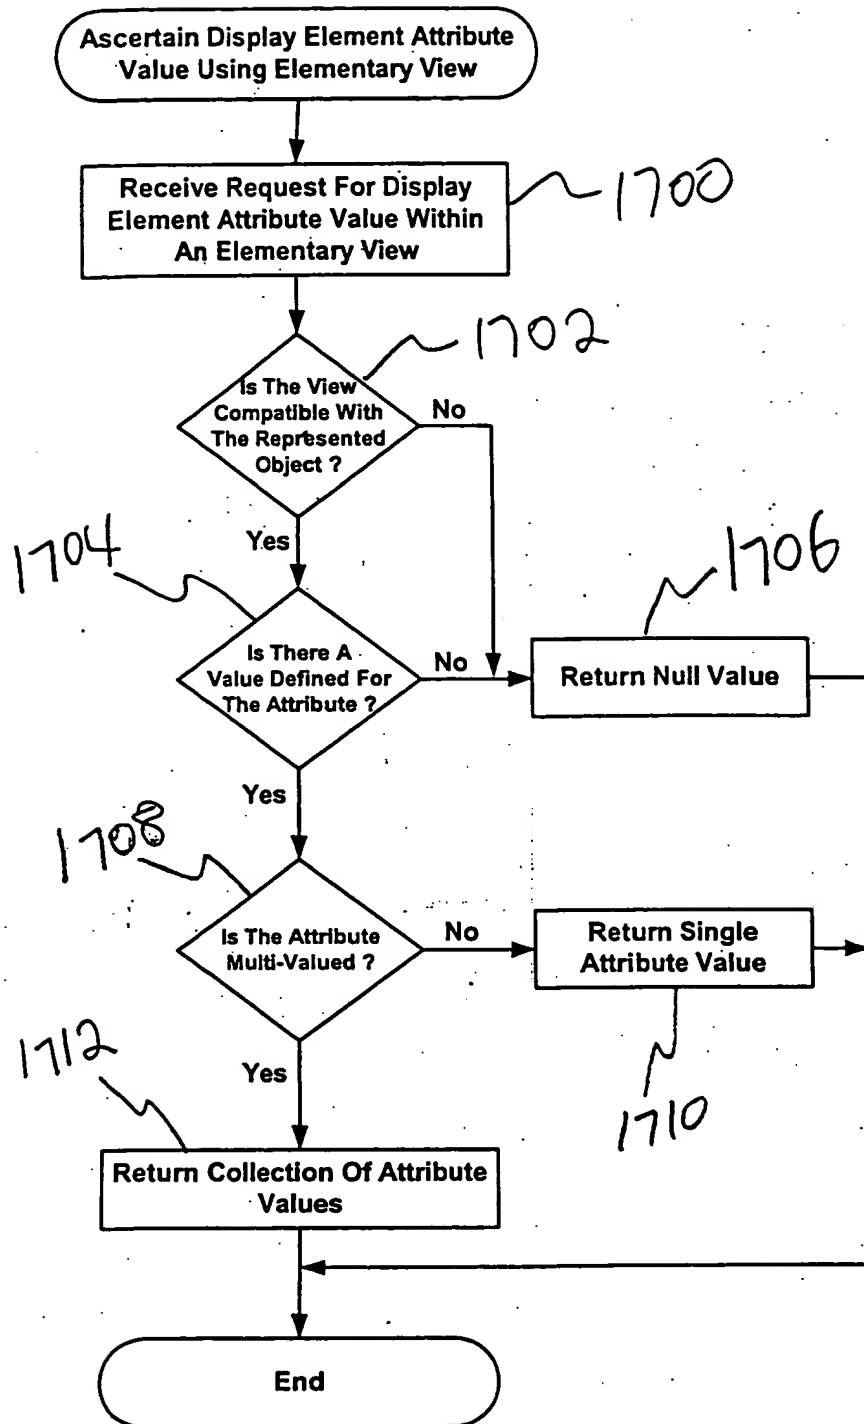 Ascertain Display Element Attribute
Value Using Elementary View
Receive Request For Display
Element Attribute Value Within
An Elementary View
1700
1702
Is The View
Compatible With
The Represented
Object ?
No
Yes
1704
1706
Is There A
Value Defined For
The Attribute ?
No
Return Null Value
Yes
1708
Is The Attribute
Multi-Valued ?
No
Return Single
Attribute Value
1710
Yes
1712
Return Collection Of Attribute
Values
End